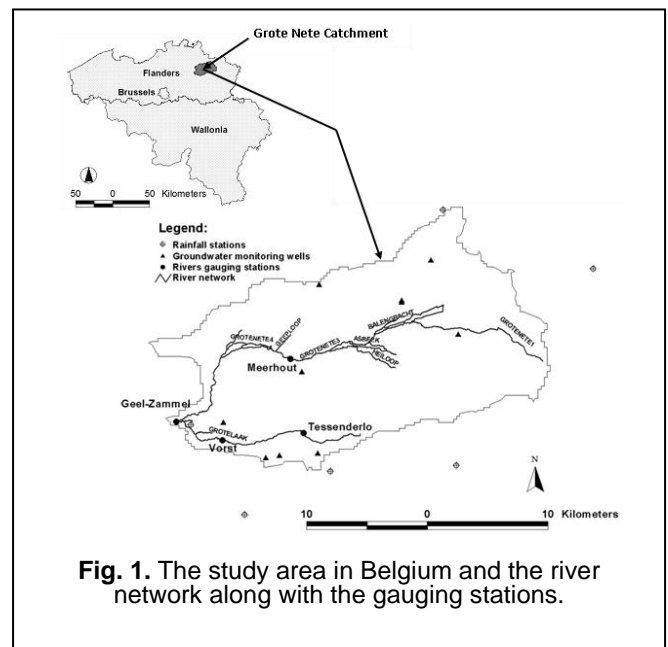 Grote Nete Catchment
Flanders
Brussels
Wallonia
50 0 50 Kilometers
Legend:
Rainfall stations
Groundwater monitoring wells
Rivers gauging stations
River network
BALENGRACHT
GROTENETE4
GEELLOOP
GROTENETE3
ASBEEK
HEILOOP
GROTENETE1
Meerhout
Geel-Zammel
Tessenderlo
GROTELAAK
Vorst
N
10 0 10 Kilometers
Fig. 1. The study area in Belgium and the river
network along with the gauging stations.